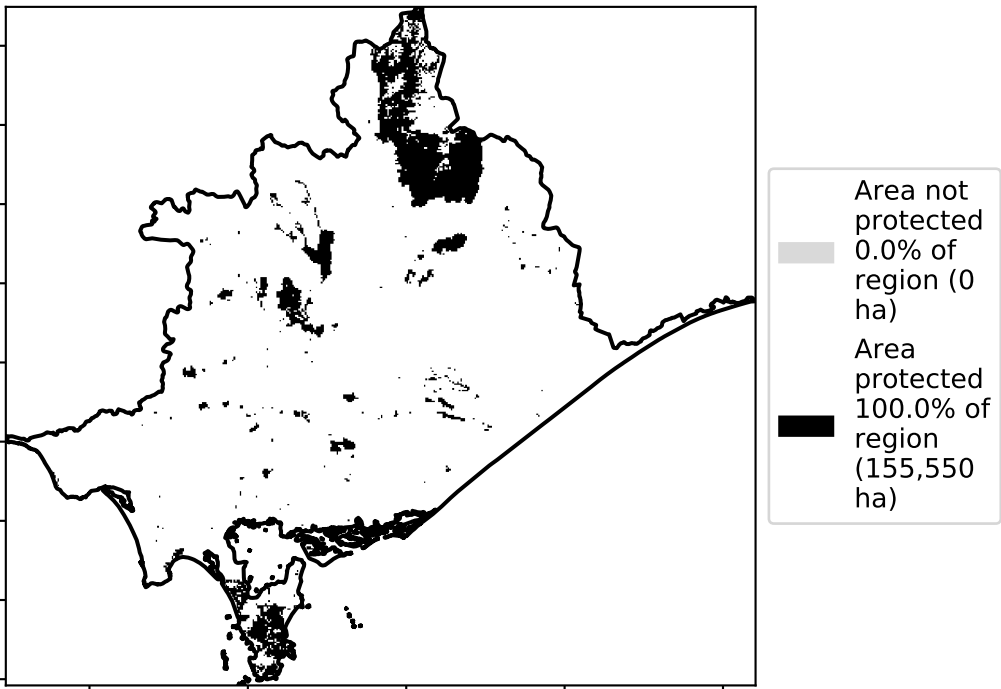 Area not
protected
0.0% of
region (0
ha)
Area
protected
100.0% of
region
(155,550
ha)